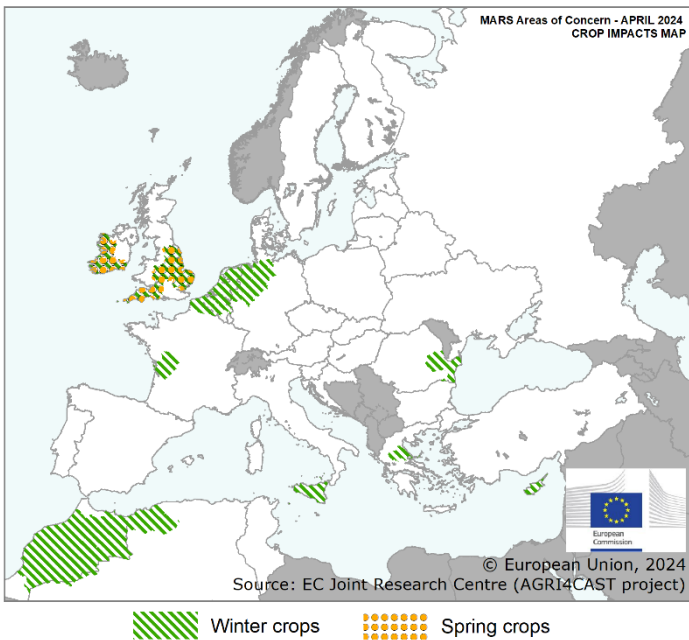 MARS Areas of Concern - APRIL 2024
CROP IMPACTS MAP
European
Commission
© European Union, 2024
Source: EC Joint Research Centre (AGRI4CAST project)
Winter crops
Spring crops